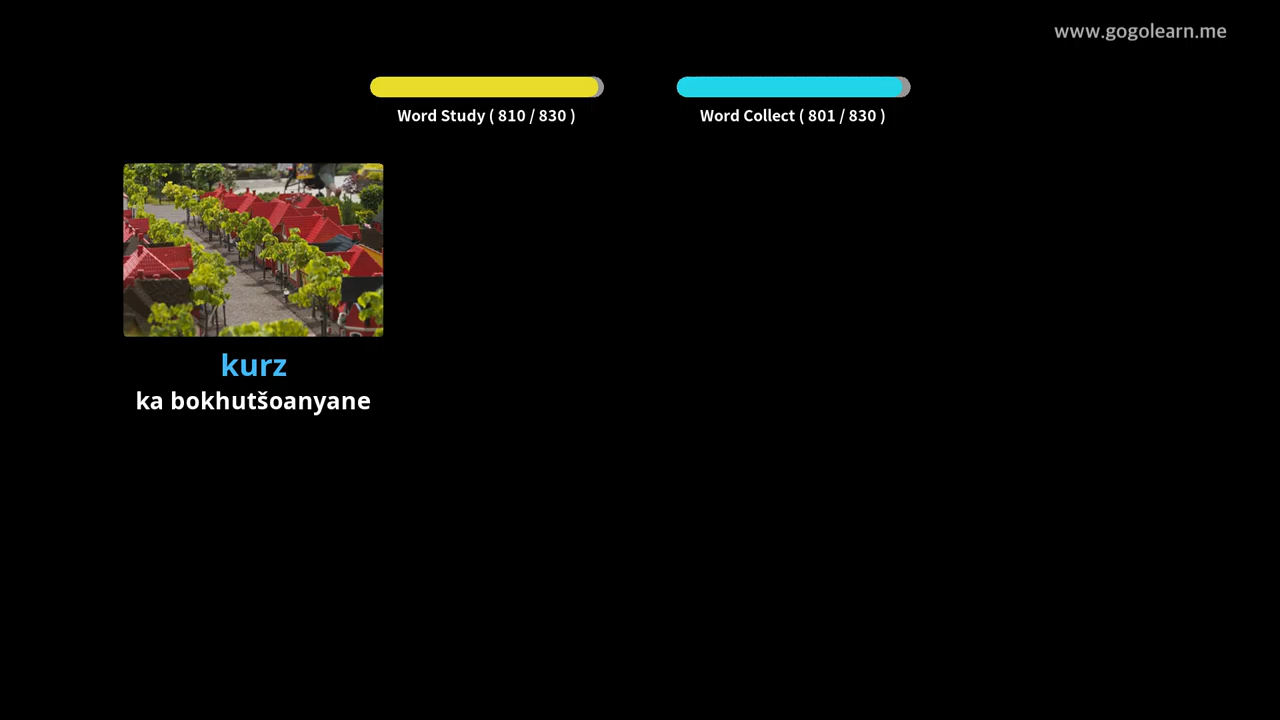 www.gogolearn.me
Word Study ( 810 / 830 )
Word Collect ( 801 / 830 )
kurz
ka bokhutšoanyane